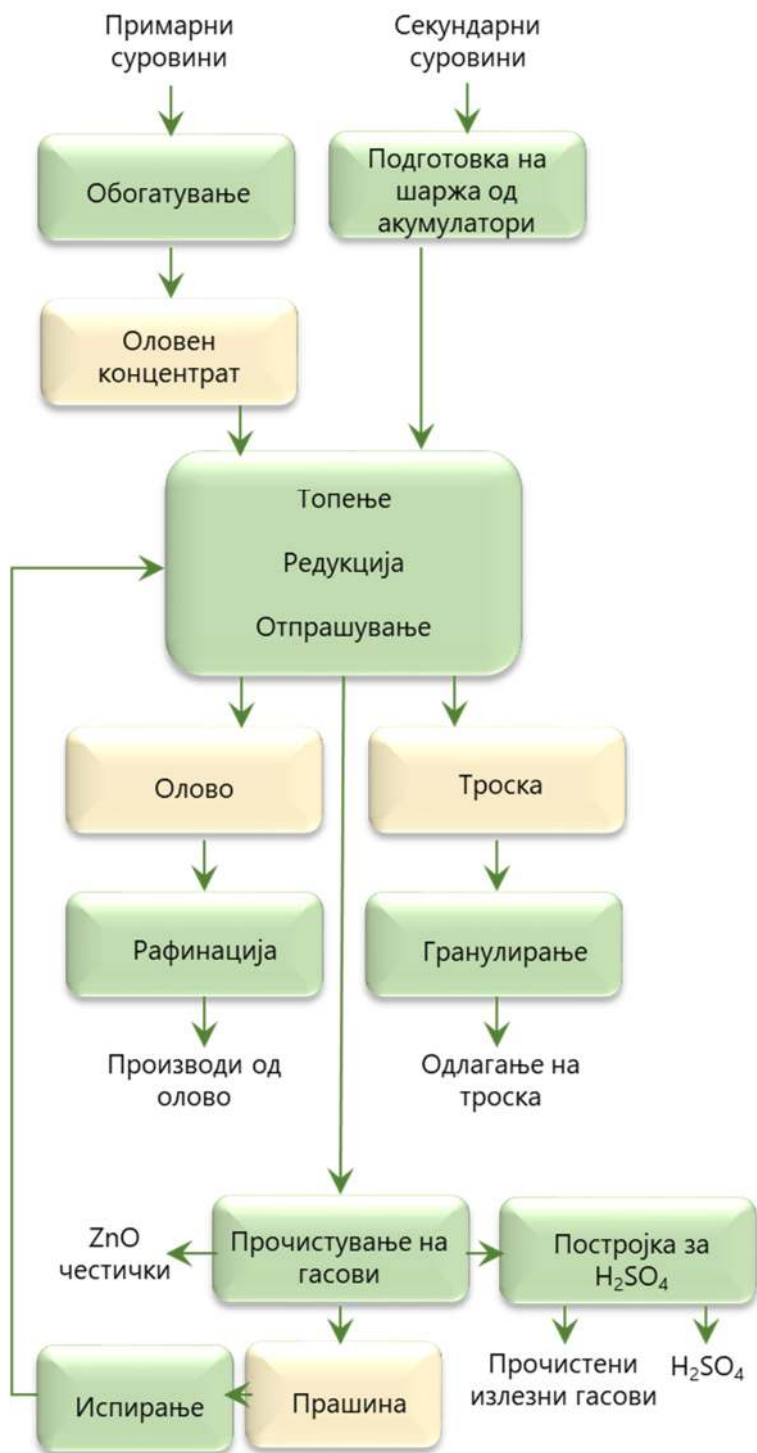 Примарни
суровини
Секундарни
суровини
Обогатување
Подготовка на
шаржа од
акумулатори
Оловен
концентрат
Топење
Редукција
Отпрашување
Олово
Троска
Рафинација
Гранулирање
Производи од
олово
Одлагање на
троска
ZnO
честички
Прочистување на
гасови
Постројка за
H₂SO₄
Прочистени
излезни гасови
H₂SO₄
Испирање
Прашина